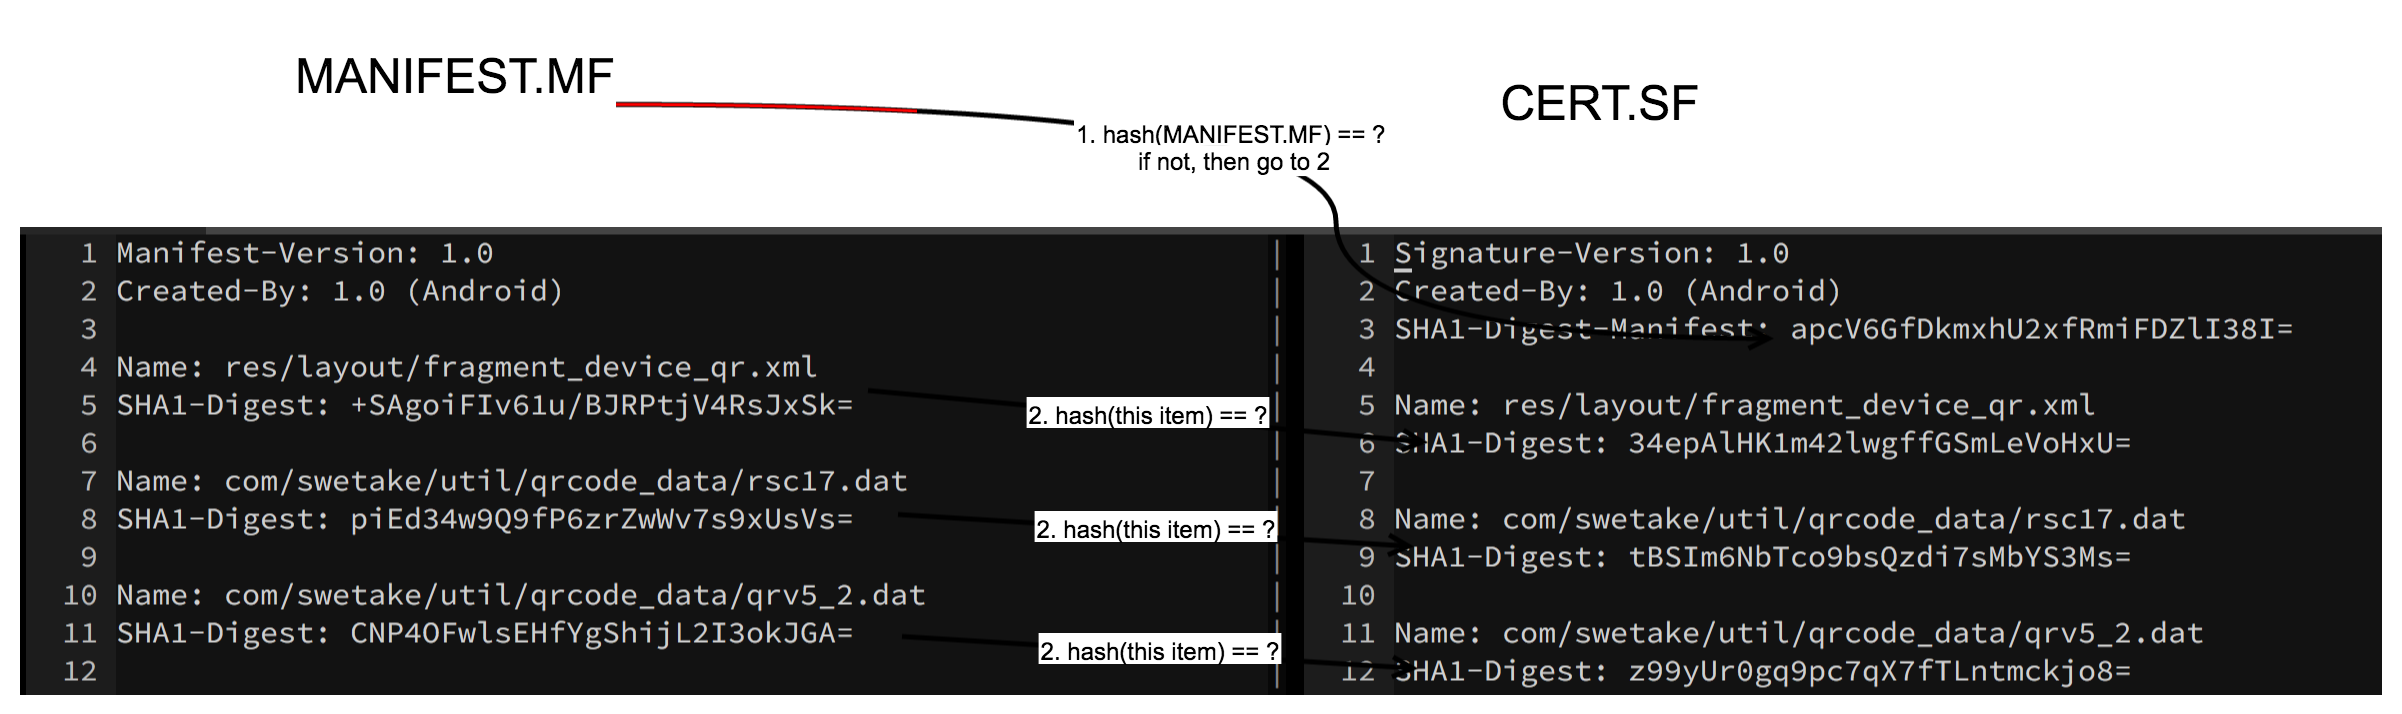 MANIFEST.MF
CERT.SF
1. hash(MANIFEST.MF) == ?
if not, then go to 2
1 Manifest-Version: 1.0
2 Created-By: 1.0 (Android)
3
4 Name: res/layout/fragment_device_qr.xml
5 SHA1-Digest: +SAgoiFIv61u/BJRPtjV4RsJxSk=
6
7 Name: com/swetake/util/qrcode_data/rsc17.dat
8 SHA1-Digest: piEd34w9Q9fP6zrZwWv7s9xUsVs=
9
10 Name: com/swetake/util/qrcode_data/qrv5_2.dat
11 SHA1-Digest: CNP4OFwlsEHfYgShijL2I3okJGA=
12
2. hash(this item) == ?
2. hash(this item) == ?
2. hash(this item) == ?
1 Signature-Version: 1.0
2 Created-By: 1.0 (Android)
3 SHA1-Digest-Manifest: apcV6GfDkmxhU2xfRmiFDZlI38I=
4
5 Name: res/layout/fragment_device_qr.xml
6 SHA1-Digest: 34epAlHK1m42lwgffGSmLeVoHxU=
7
8 Name: com/swetake/util/qrcode_data/rsc17.dat
9 SHA1-Digest: tBSIm6NbTco9bsQzdi7sMbYS3Ms=
10
11 Name: com/swetake/util/qrcode_data/qrv5_2.dat
12 SHA1-Digest: z99yUr0gq9pc7qX7fTLntmckjo8=